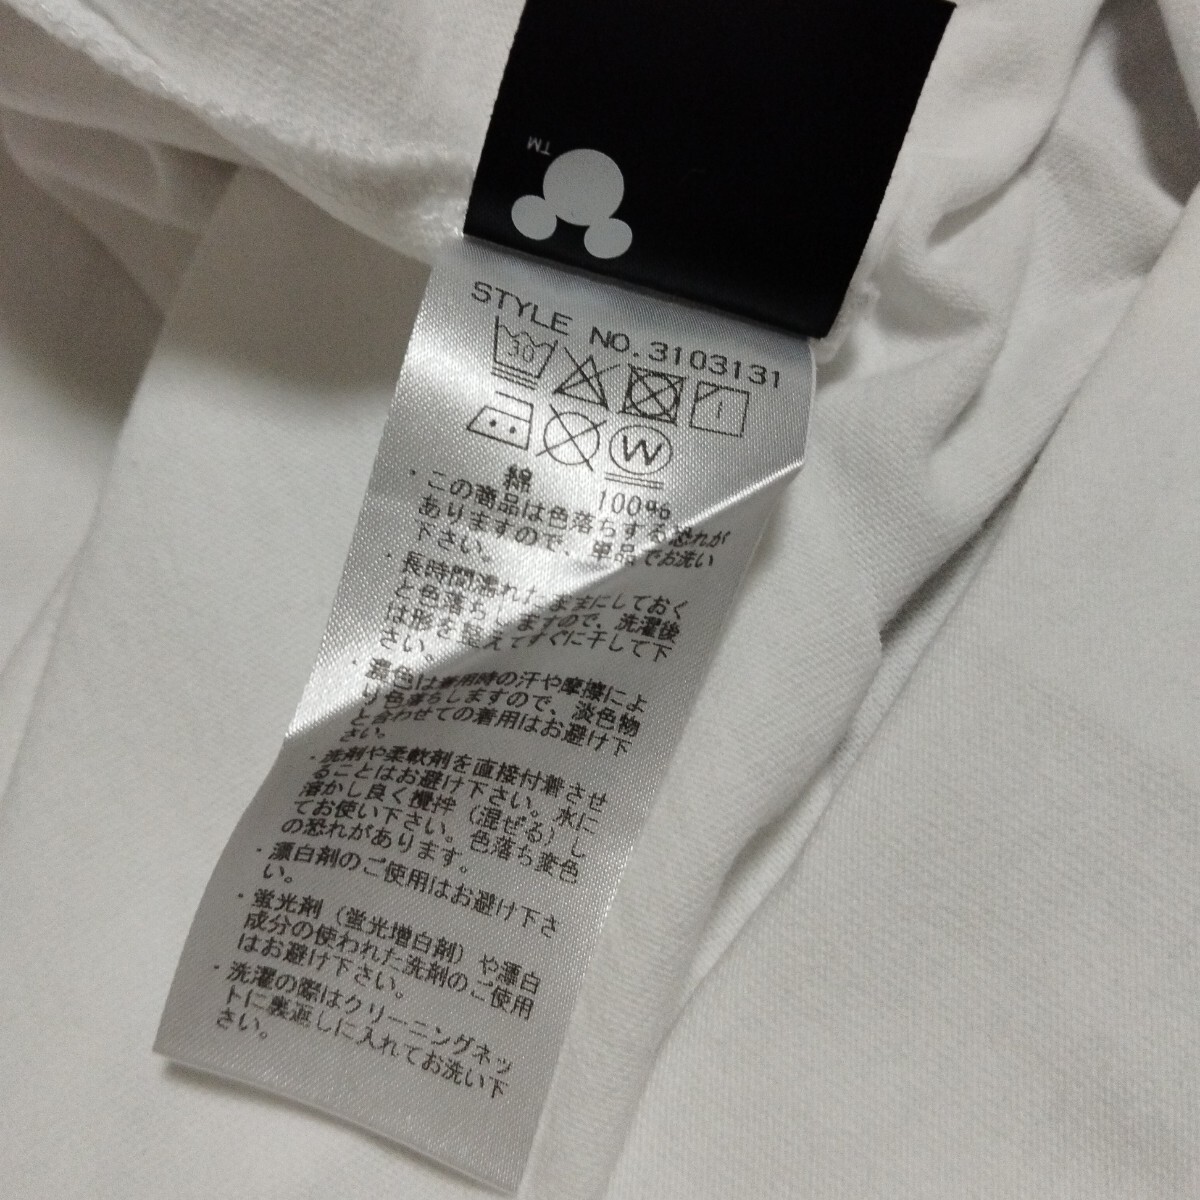 TM
STYLE NO.3103131
30
W
綿 100%
・この商品は色落ちする恐れが
ありますので、単品でお洗い
下さい。
・長時間濡れたままにしておく
と色落ちしますので、洗濯後
は形を整えてすぐに干して下
さい。
・濃色は着用時の汗や摩擦によ
り色落ちしますので、淡色物
と合わせての着用はお避け下
さい。
・洗剤や柔軟剤を直接付着させ
ることはお避け下さい。水に
溶かし良く攪拌（混ぜる）し
てお使い下さい。色落ち変色
の恐れがあります。
・漂白剤のご使用はお避け下さ
い。
・蛍光剤（蛍光増白剤）や漂白
成分の使われた洗剤のご使用
はお避け下さい。
・洗濯の際はクリーニングネッ
トに裏返しに入れてお洗い下
さい。